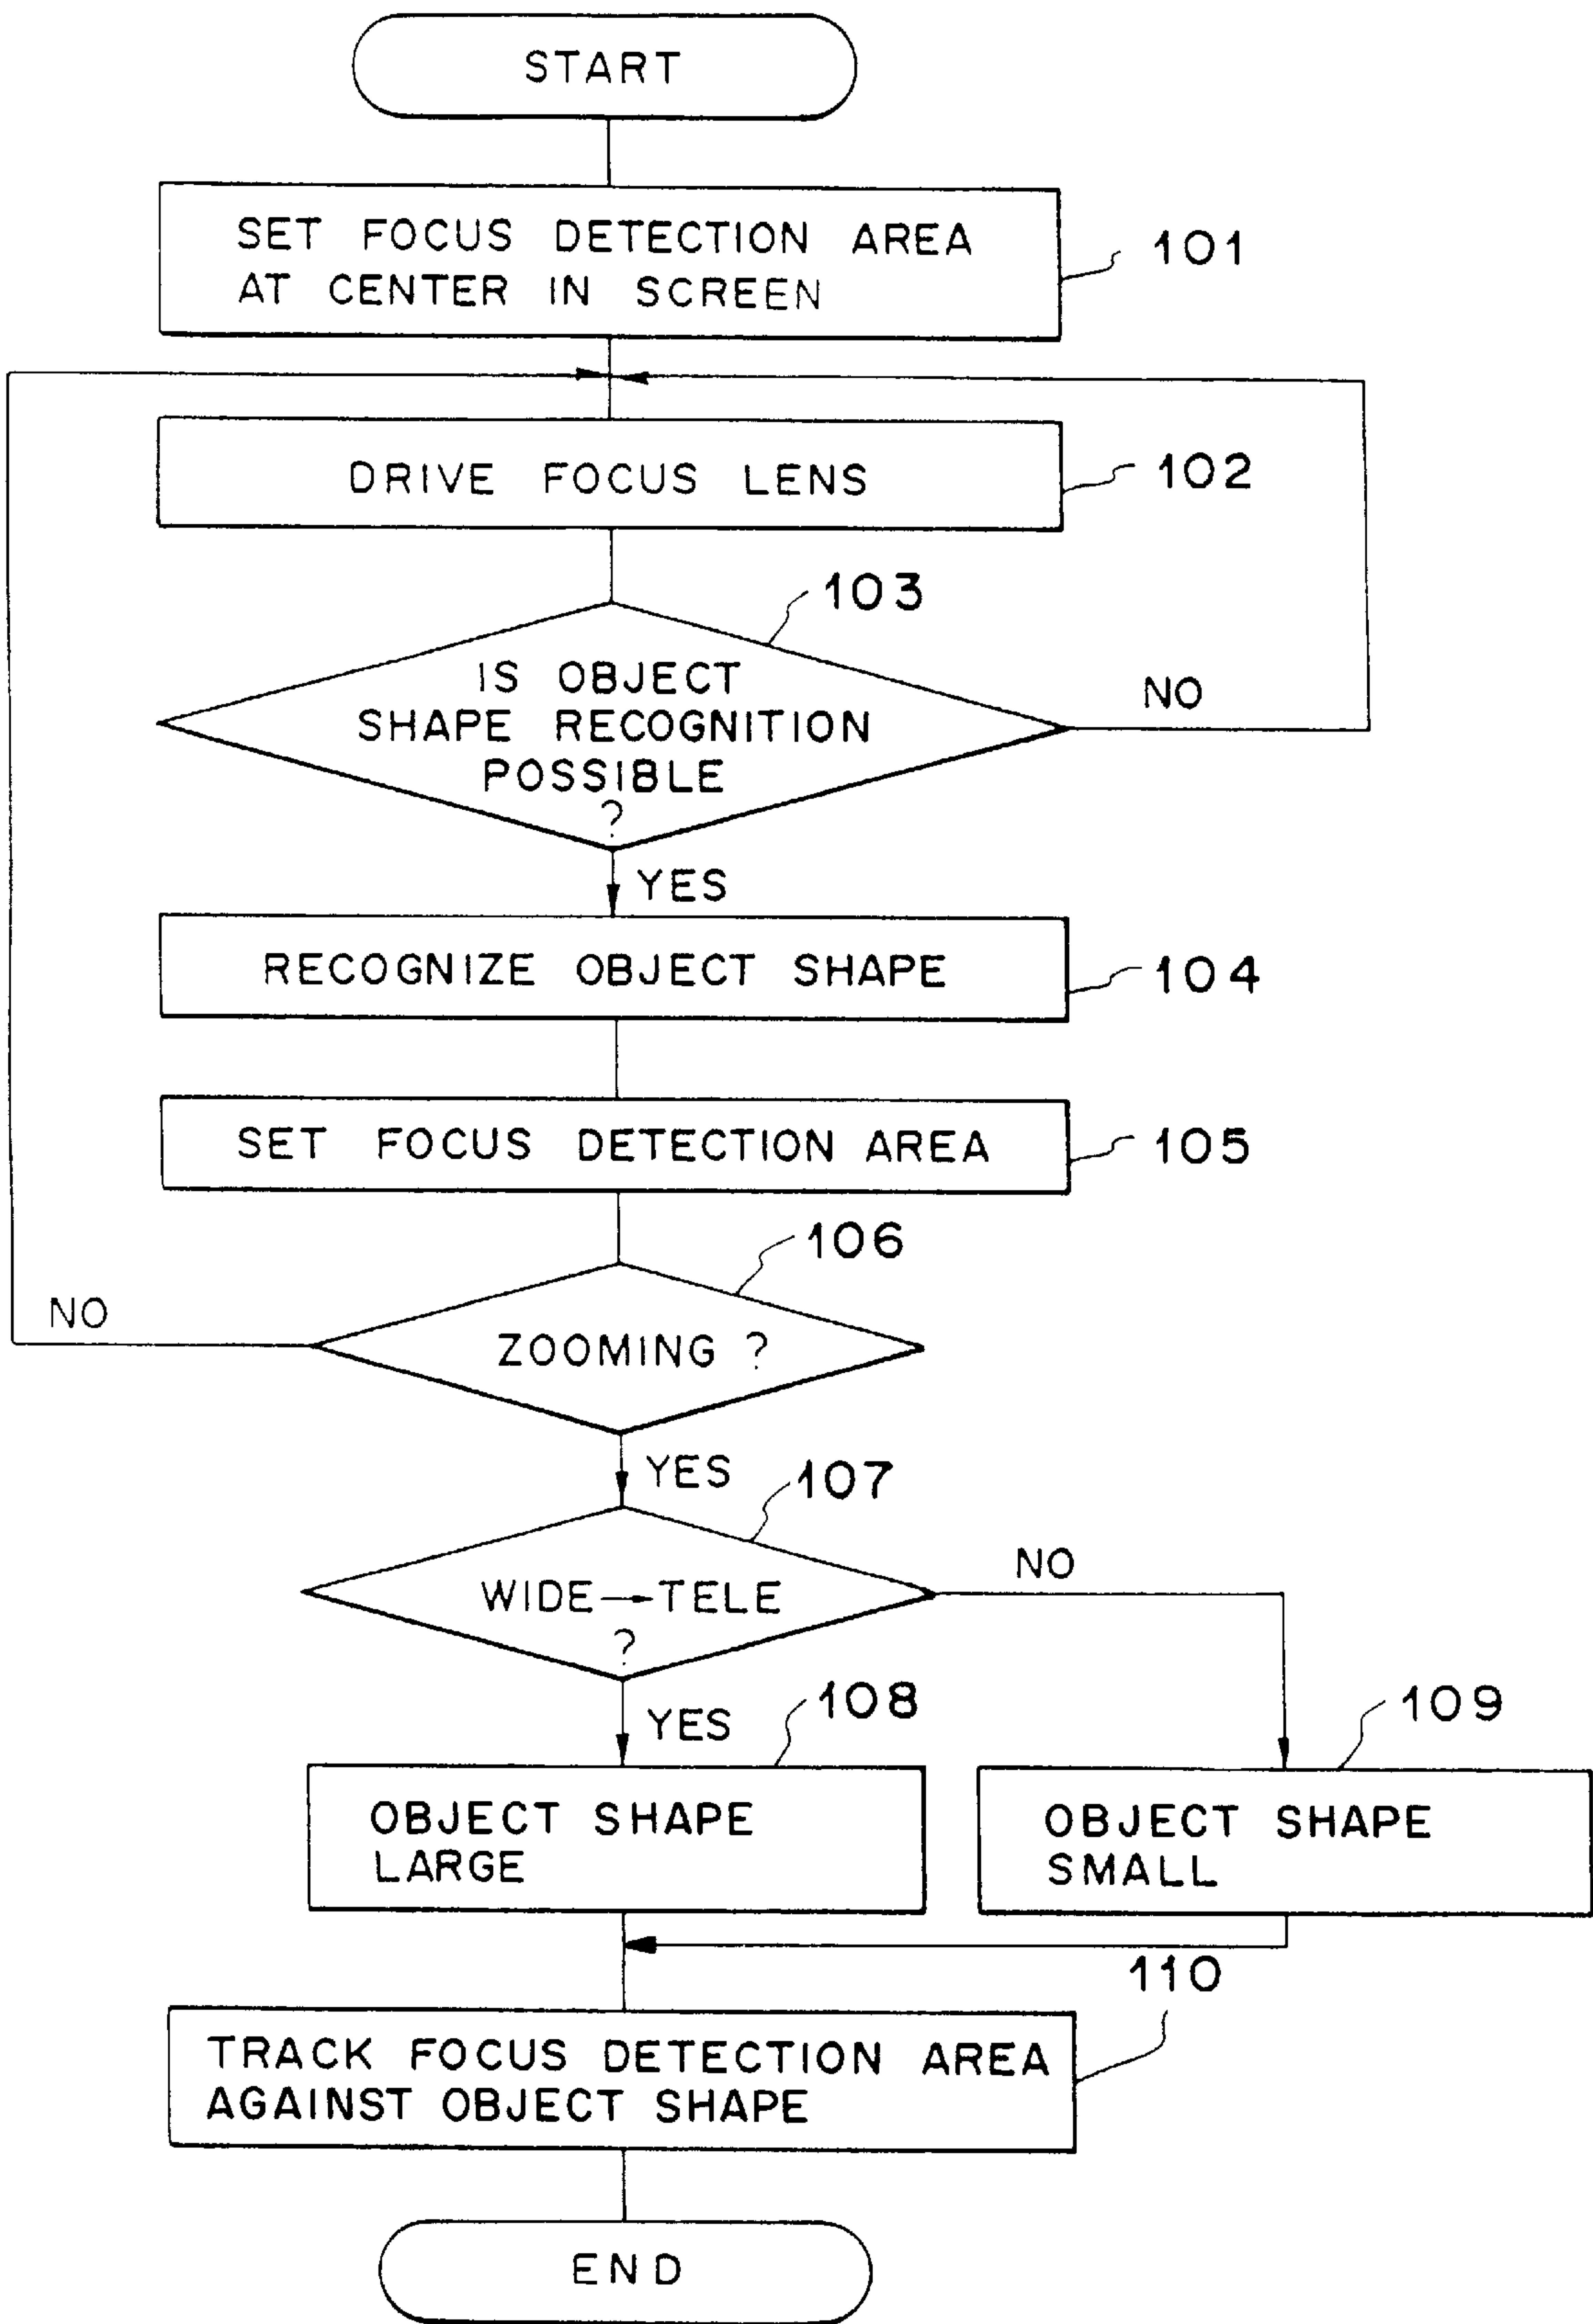 START
SET FOCUS DETECTION AREA
AT CENTER IN SCREEN
101
DRIVE FOCUS LENS
102
103
IS OBJECT
SHAPE RECOGNITION
POSSIBLE
?
NO
YES
RECOGNIZE OBJECT SHAPE
104
SET FOCUS DETECTION AREA
105
106
ZOOMING ?
NO
YES
107
WIDE→TELE
?
NO
YES
108
109
OBJECT SHAPE
LARGE
OBJECT SHAPE
SMALL
110
TRACK FOCUS DETECTION AREA
AGAINST OBJECT SHAPE
END